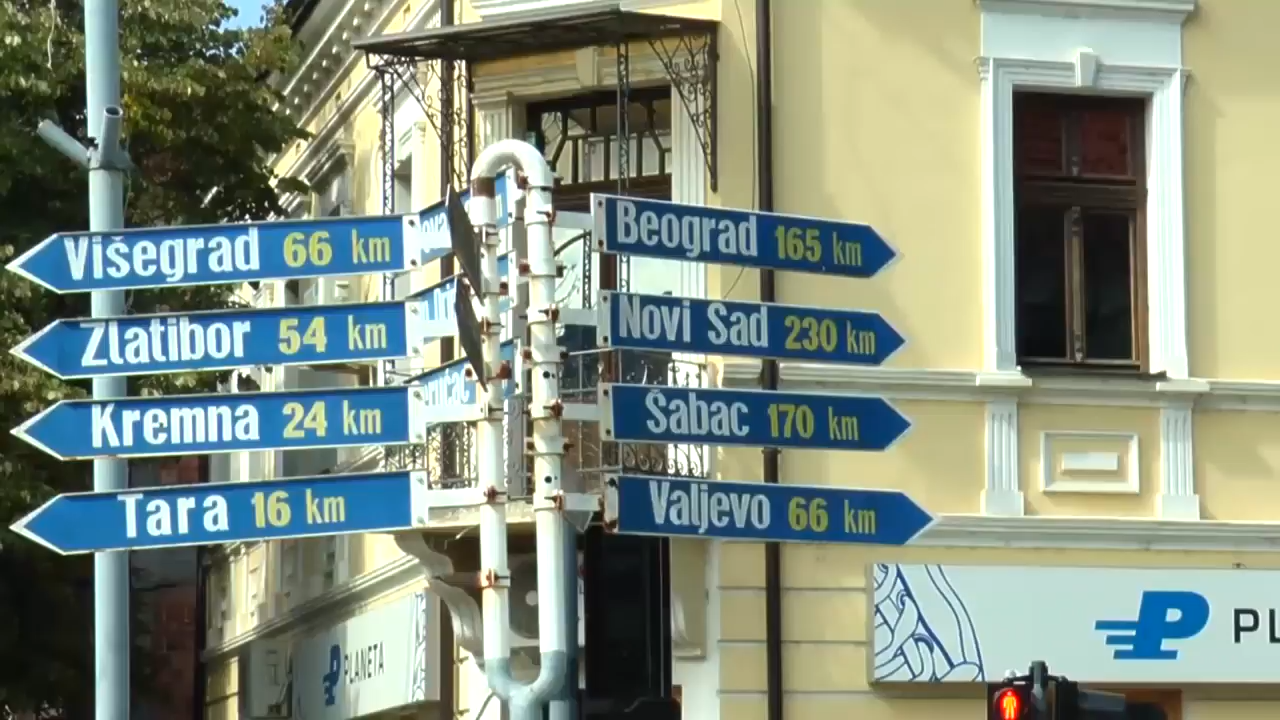 Višegrad 66 km
Zlatibor 54 km
Kremna 24 km
Tara 16 km
Beograd 165 km
Novi Sad 230 km
Šabac 170 km
Valjevo 66 km
P PLANETA
P PL